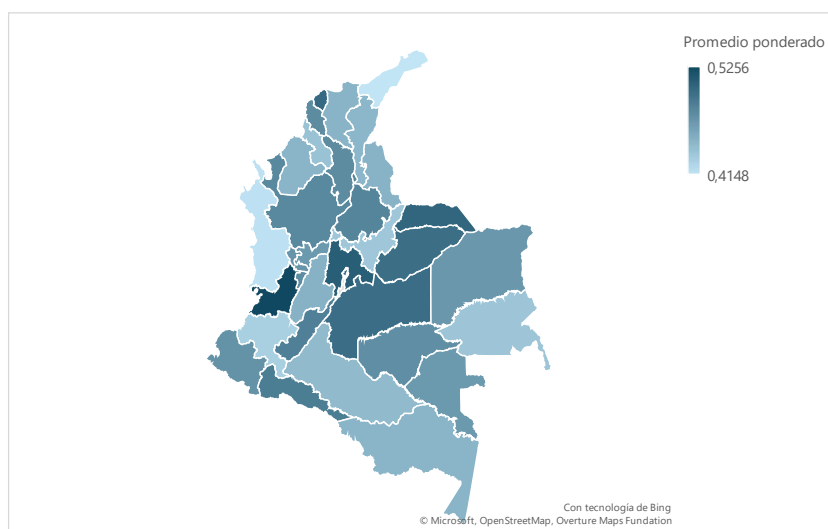 Promedio ponderado
0,5256
0,4148
Con tecnología de Bing
© Microsoft, OpenStreetMap, Overture Maps Fundation